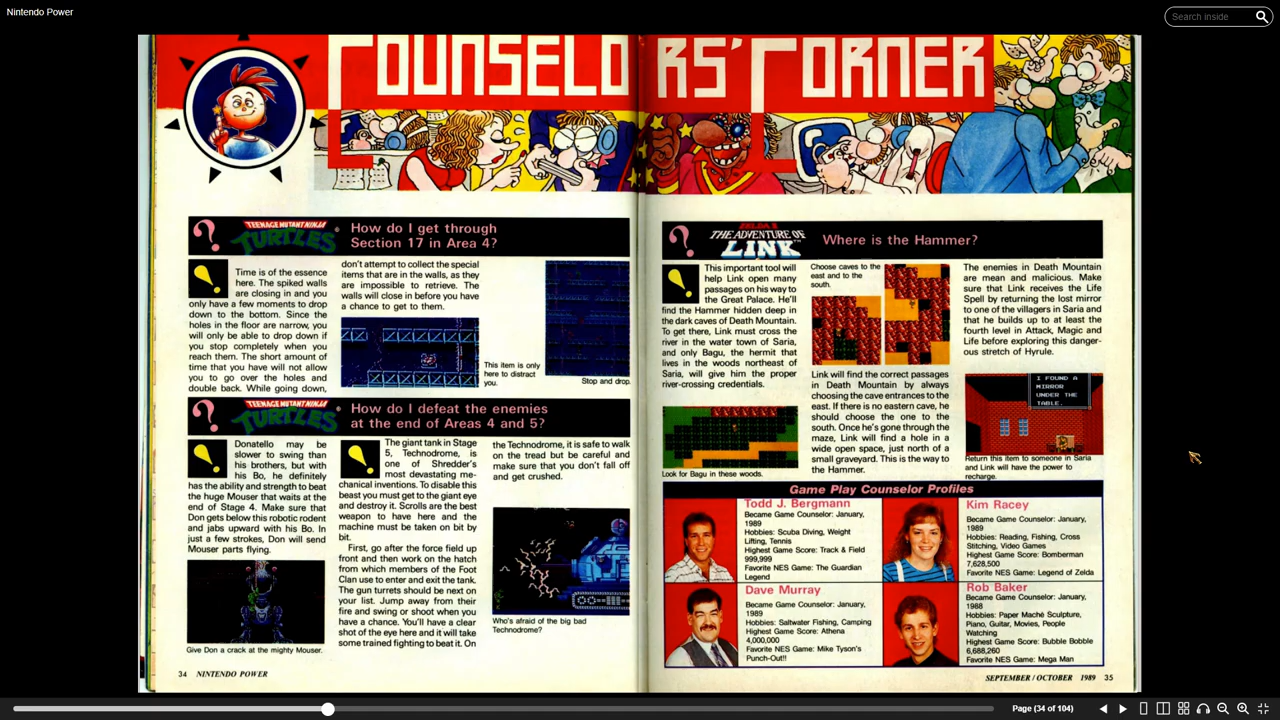 Nintendo Power
Search inside
COUNSELORS' CORNER
TEENAGE MUTANT NINJA
TURTLES
How do I get through
Section 17 in Area 4?
Time is of the essence
here. The spiked walls
are closing in and you
only have a few moments to drop
down to the bottom. Since the
holes in the floor are narrow, you
will only be able to drop down if
you stop completely when you
reach them. The short amount of
time that you have will not allow
you to go over the holes and
double back. While going down,
don't attempt to collect the special
items that are in the walls, as they
are impossible to retrieve. The
walls will close in before you have
a chance to get to them.
This item is only
here to distract
you.
Stop and drop.
TEENAGE MUTANT NINJA
TURTLES
How do I defeat the enemies
at the end of Areas 4 and 5?
Donatello may be
slower to swing than
his brothers, but with
his Bo, he definitely
has the ability and strength to beat
the huge Mouser that waits at the
end of Stage 4. Make sure that
Don gets below this robotic rodent
and jabs upward with his Bo. In
just a few strokes, Don will send
Mouser parts flying.
Give Don a crack at the mighty Mouser.
The giant tank in Stage
5, Technodrome, is
one of Shredder's
most devastating me-
chanical inventions. To disable this
beast you must get to the giant eye
and destroy it. Scrolls are the best
weapon to have here and the
machine must be taken on bit by
bit.
First, go after the force field up
front and then work on the hatch
from which members of the Foot
Clan use to enter and exit the tank.
The gun turrets should be next on
your list. Jump away from their
fire and swing or shoot when you
have a chance. You'll have a clear
shot of the eye here and it will take
some trained fighting to beat it. On
the Technodrome, it is safe to walk
on the tread but be careful and
make sure that you don't fall off
and get crushed.
Who's afraid of the big bad
Technodrome?
34 NINTENDO POWER
ZELDA II
THE ADVENTURE OF
LINK
Where is the Hammer?
This important tool will
help Link open many
passages on his way to
the Great Palace. He'll
find the Hammer hidden deep in
the dark caves of Death Mountain.
To get there, Link must cross the
river in the water town of Saria,
and only Bagu, the hermit that
lives in the woods northeast of
Saria, will give him the proper
river-crossing credentials.
Look for Bagu in these woods.
Choose caves to the
east and to the
south.
Link will find the correct passages
in Death Mountain by always
choosing the cave entrances to the
east. If there is no eastern cave, he
should choose the one to the
south. Once he's gone through the
maze, Link will find a hole in a
wide open space, just north of a
small graveyard. This is the way to
the Hammer.
The enemies in Death Mountain
are mean and malicious. Make
sure that Link receives the Life
Spell by returning the lost mirror
to one of the villagers in Saria and
that he builds up to at least the
fourth level in Attack, Magic and
Life before exploring this danger-
ous stretch of Hyrule.
I FOUND A
MIRROR
UNDER THE
TABLE.
Return this item to someone in Saria
and Link will have the power to
recharge.
Game Play Counselor Profiles
Todd J. Bergmann
Became Game Counselor: January,
1989
Hobbies: Scuba Diving, Weight
Lifting, Tennis
Highest Game Score: Track & Field
999,999
Favorite NES Game: The Guardian
Legend
Kim Racey
Became Game Counselor: January,
1989
Hobbies: Reading, Fishing, Cross
Stitching, Video Games
Highest Game Score: Bomberman
7,628,500
Favorite NES Game: Legend of Zelda
Dave Murray
Became Game Counselor: January,
1989
Hobbies: Saltwater Fishing, Camping
Highest Game Score: Athena
4,000,000
Favorite NES Game: Mike Tyson's
Punch-Out!!
Rob Baker
Became Game Counselor: January,
1988
Hobbies: Paper Maché Sculpture,
Piano, Guitar, Movies, People
Watching
Highest Game Score: Bubble Bobble
6,688,260
Favorite NES Game: Mega Man
SEPTEMBER/OCTOBER 1989 35
Page (34 of 104)